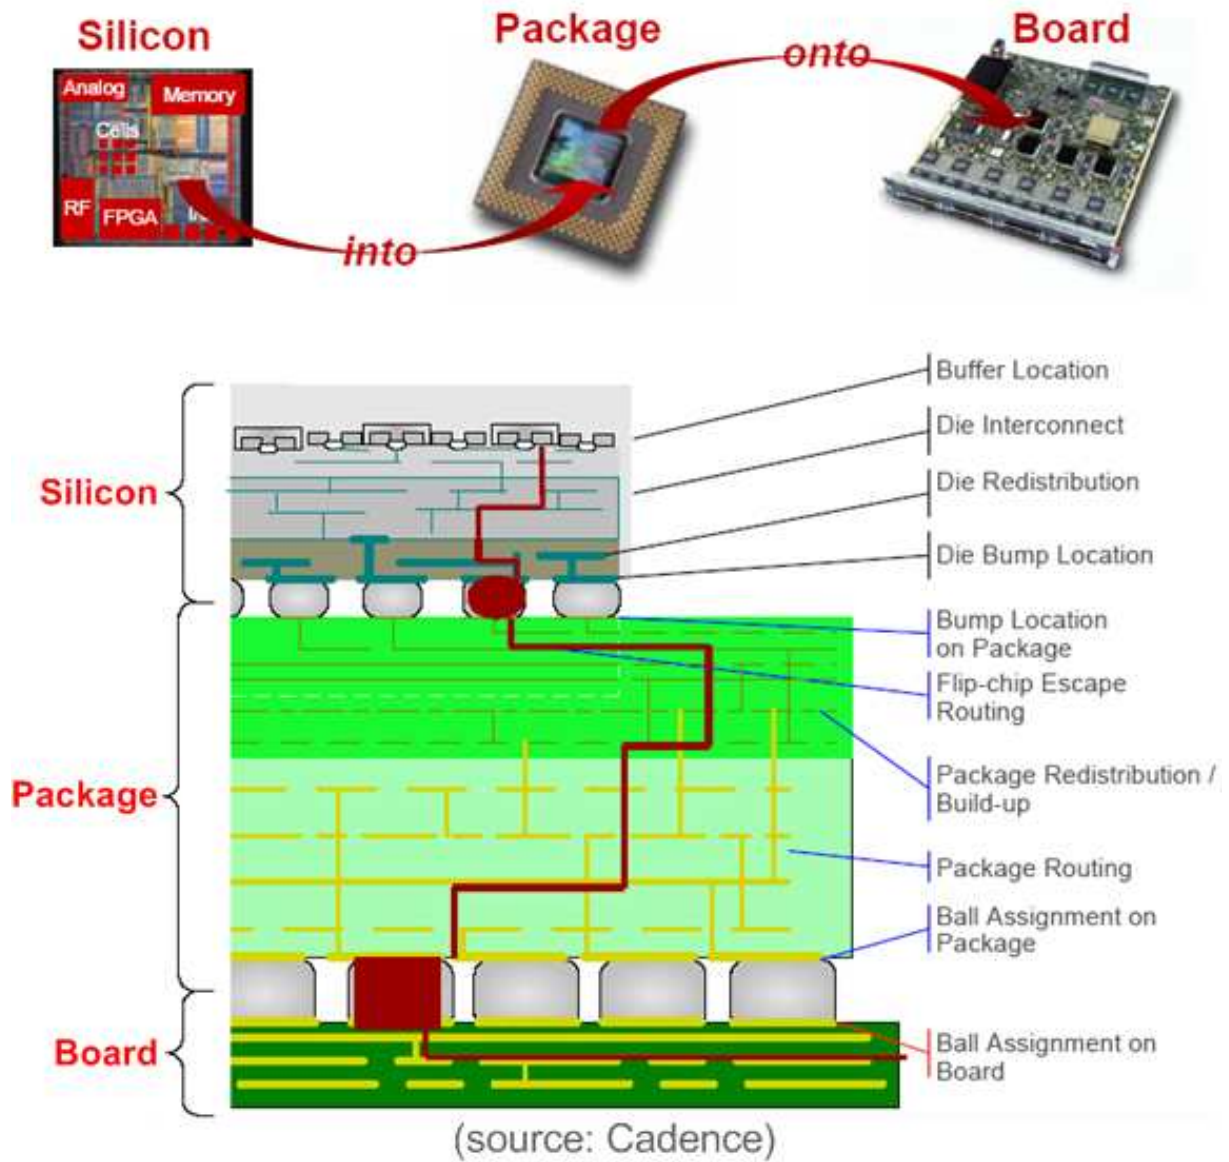 Silicon
Package
Board
Analog
Memory
Cells
RF
FPGA
into
onto
Silicon
Package
Board
Buffer Location
Die Interconnect
Die Redistribution
Die Bump Location
Bump Location
on Package
Flip-chip Escape
Routing
Package Redistribution /
Build-up
Package Routing
Ball Assignment on
Package
Ball Assignment on
Board
(source: Cadence)